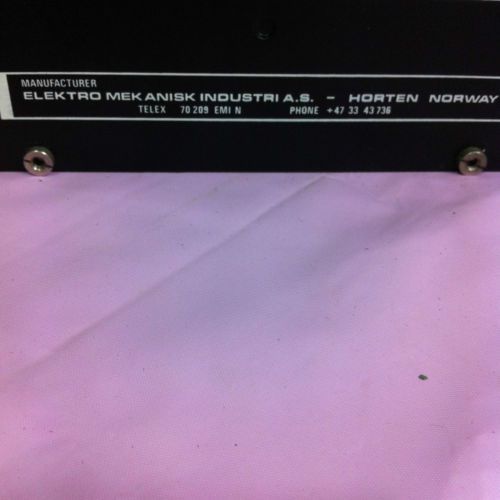 MANUFACTURER
ELEKTRO MEKANISK INDUSTRI A.S. – HORTEN NORWAY
TELEX 70 209 EMI N PHONE +47 33 43 736